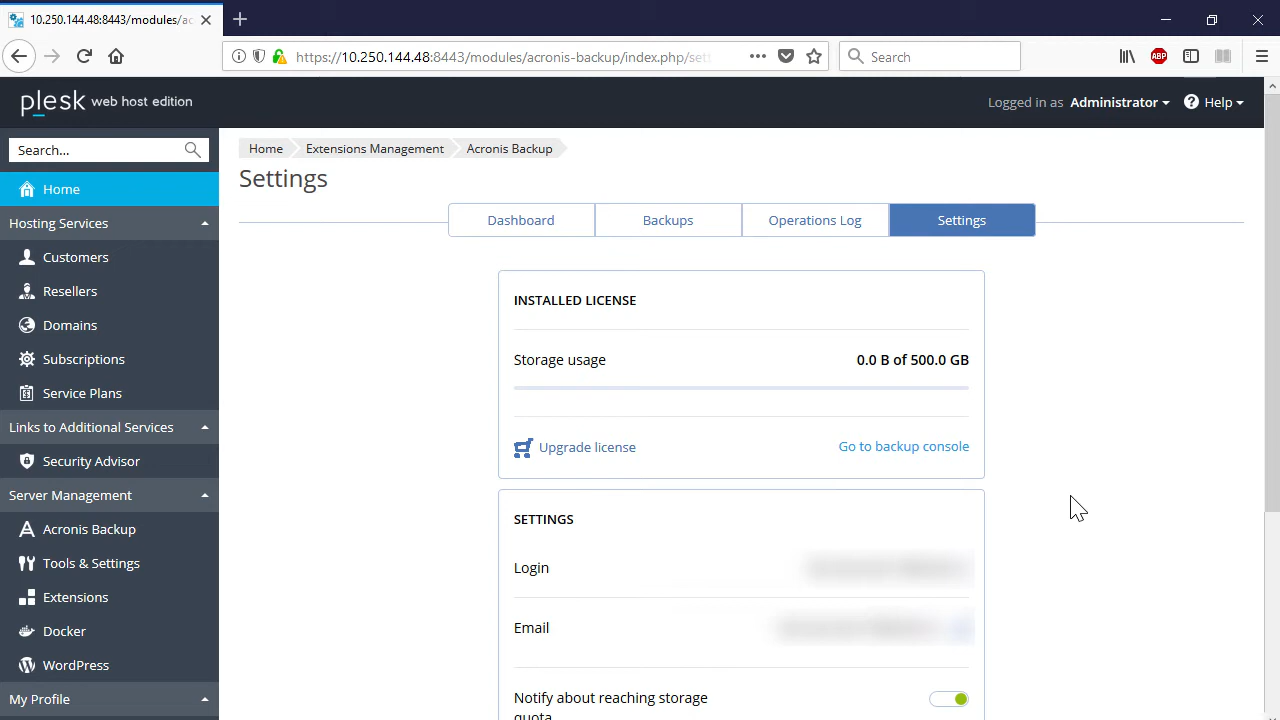 10.250.144.48:8443/modules/ac
https://10.250.144.48:8443/modules/acronis-backup/index.php/sett
Search
ABP
plesk web host edition
Logged in as Administrator
Help
Search...
Home
Hosting Services
Customers
Resellers
Domains
Subscriptions
Service Plans
Links to Additional Services
Security Advisor
Server Management
Acronis Backup
Tools & Settings
Extensions
Docker
WordPress
My Profile
Home
Extensions Management
Acronis Backup
Settings
Dashboard
Backups
Operations Log
Settings
INSTALLED LICENSE
Storage usage
0.0 B of 500.0 GB
Upgrade license
Go to backup console
SETTINGS
Login
Email
Notify about reaching storage
quota